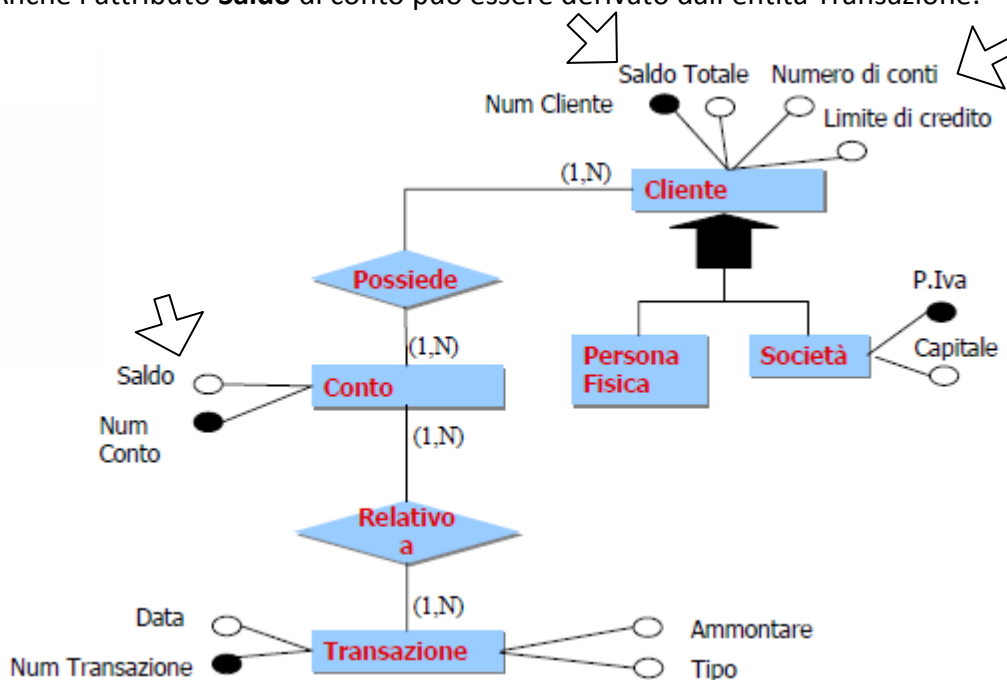 Anche l'attributo Saldo di conto può essere derivato dall'entità Transazione.
Saldo Totale
Numero di conti
Num Cliente
Limite di credito
(1,N)
Cliente
Possiede
P.Iva
(1,N)
Persona
Fisica
Società
Capitale
Saldo
Conto
Num
Conto
(1,N)
Relativo
a
(1,N)
Data
Ammontare
Num Transazione
Transazione
Tipo